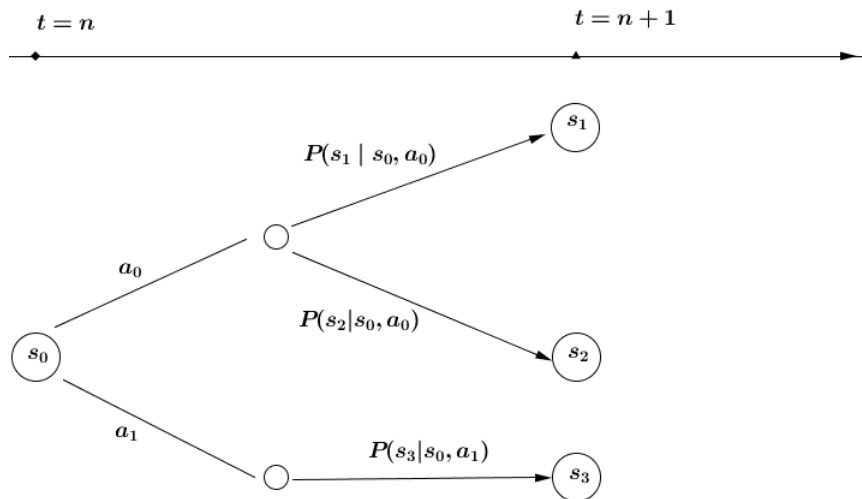 t = n
t = n + 1
s₁
P(s₁ | s₀, a₀)
a₀
P(s₂|s₀, a₀)
s₀
s₂
a₁
P(s₃|s₀, a₁)
s₃